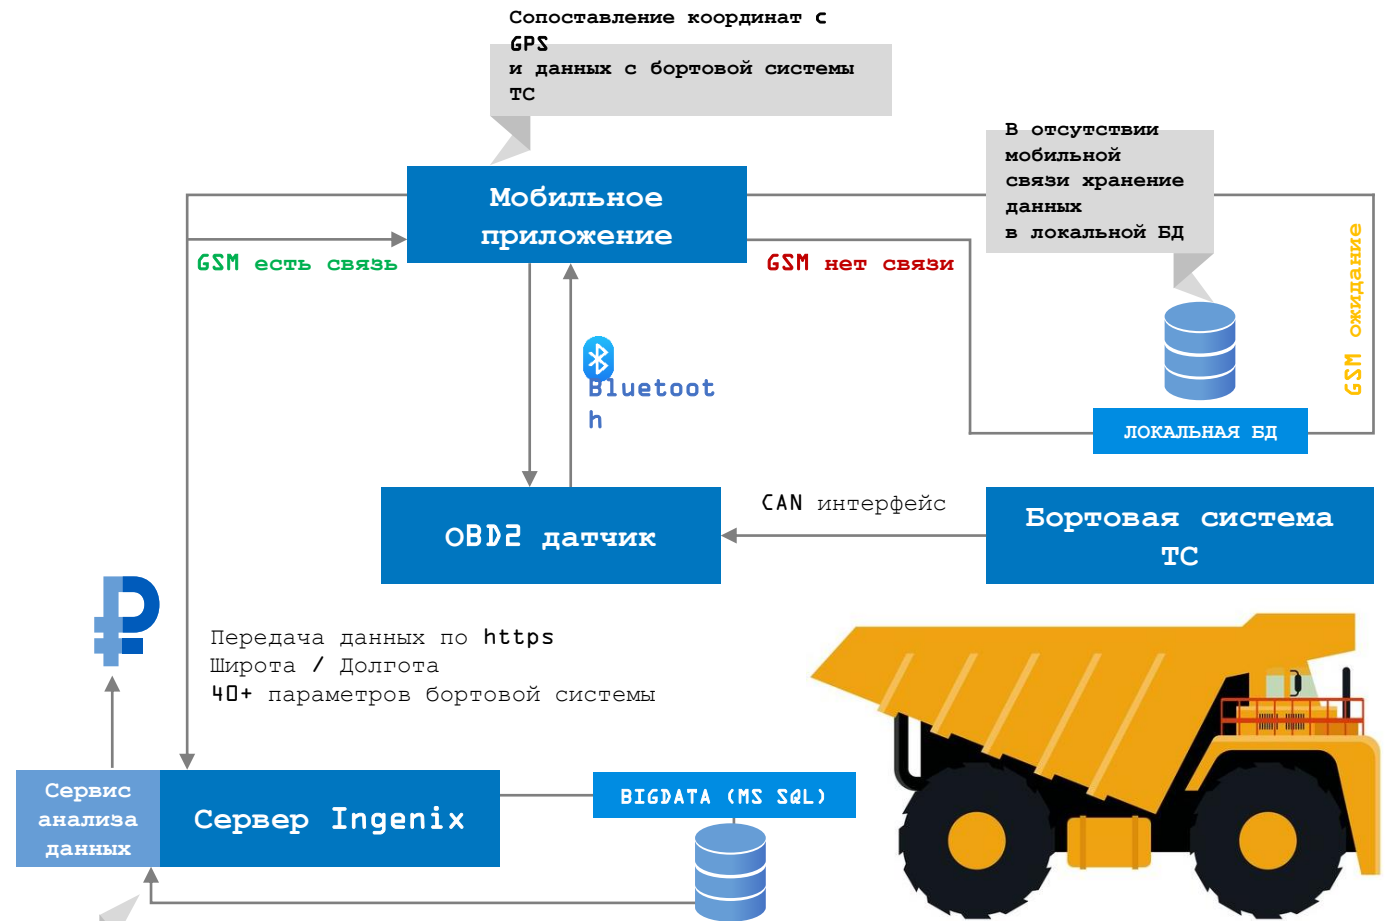 Сопоставление координат с
GPS
и данных с бортовой системы
ТС
В отсутствии
мобильной
связи хранение
данных
в локальной БД
Мобильное
приложение
GSM есть связь
GSM нет связи
GSM ожидание
Bluetoot
h
ЛОКАЛЬНАЯ БД
OBD2 датчик
CAN интерфейс
Бортовая система
ТС
Передача данных по https
Широта / Долгота
40+ параметров бортовой системы
Сервис
анализа
данных
Сервер Ingenix
BIGDATA (MS SQL)